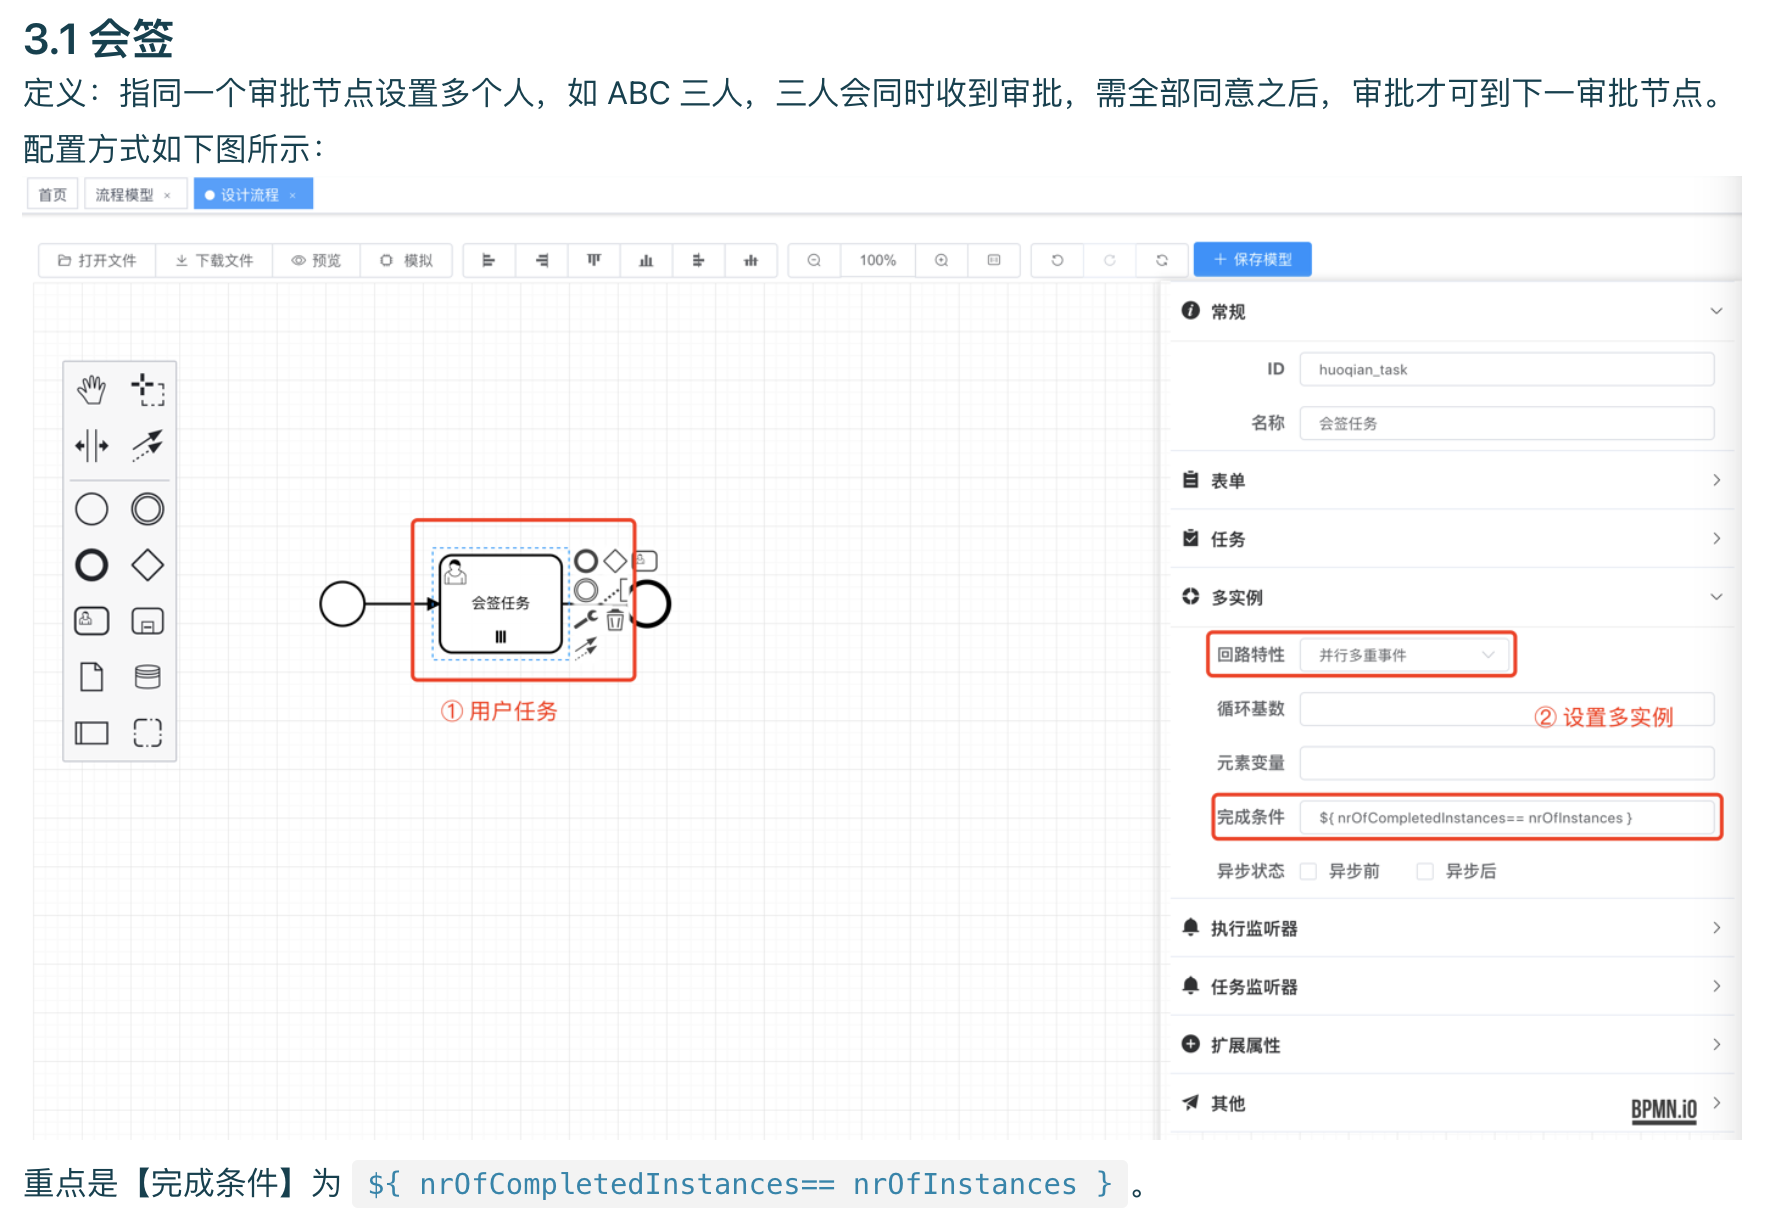 3.1 会签
定义：指同一个审批节点设置多个人，如 ABC 三人，三人会同时收到审批，需全部同意之后，审批才可到下一审批节点。
配置方式如下图所示：
首页 流程模型 × 设计流程 ×
打开文件 下载文件 预览 模拟 100% + 保存模型
常规
ID huoqian_task
名称 会签任务
表单
任务
多实例
回路特性 并行多重事件
循环基数
② 设置多实例
元素变量
完成条件 ${ nrOfCompletedInstances== nrOfInstances }
异步状态 异步前 异步后
执行监听器
任务监听器
扩展属性
其他
BPMN.iO
会签任务
① 用户任务
重点是【完成条件】为 ${ nrOfCompletedInstances== nrOfInstances } 。